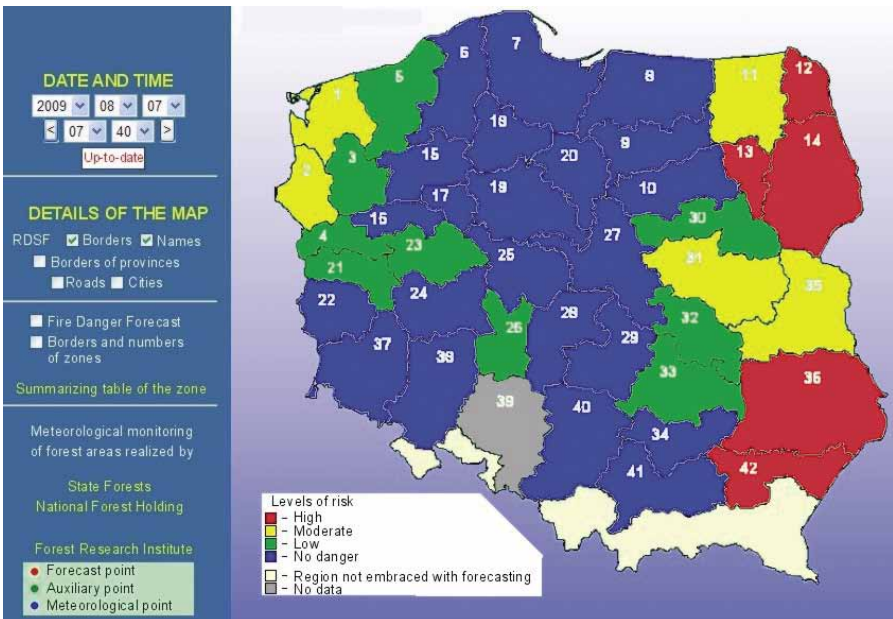 DATE AND TIME
2009 08 07
< 07 40 >
Up-to-date
DETAILS OF THE MAP
RDSF Borders Names
Borders of provinces
Roads Cities
Fire Danger Forecast
Borders and numbers
of zones
Summarizing table of the zone
Meteorological monitoring
of forest areas realized by
State Forests
National Forest Holding
Forest Research Institute
Forecast point
Auxiliary point
Meteorological point
1
5
6
7
8
11
12
2
3
15
18
20
9
13
14
16
17
19
10
4
23
27
30
21
25
31
35
22
24
26
28
29
32
37
38
33
36
39
40
34
41
42
Levels of risk
- High
- Moderate
- Low
- No danger
- Region not embraced with forecasting
- No data